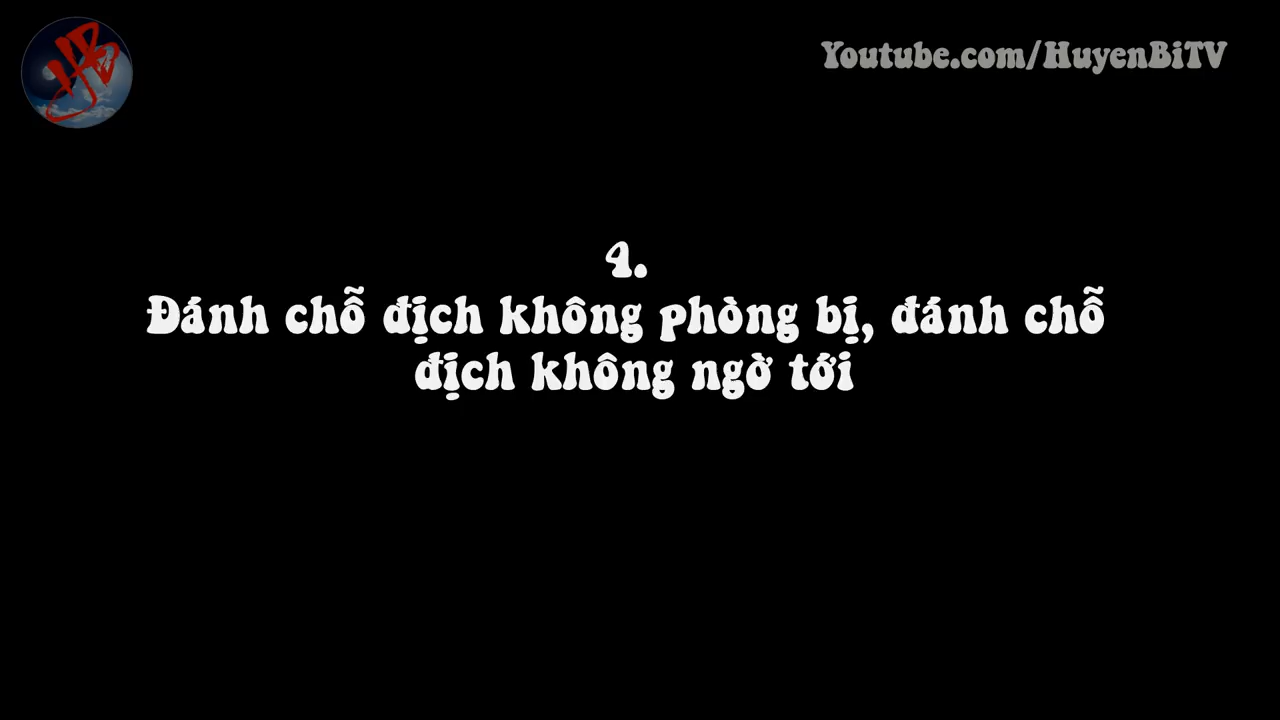 Youtube.com/HuyenBiTV
4.
Đánh chỗ địch không phòng bị, đánh chỗ
địch không ngờ tới